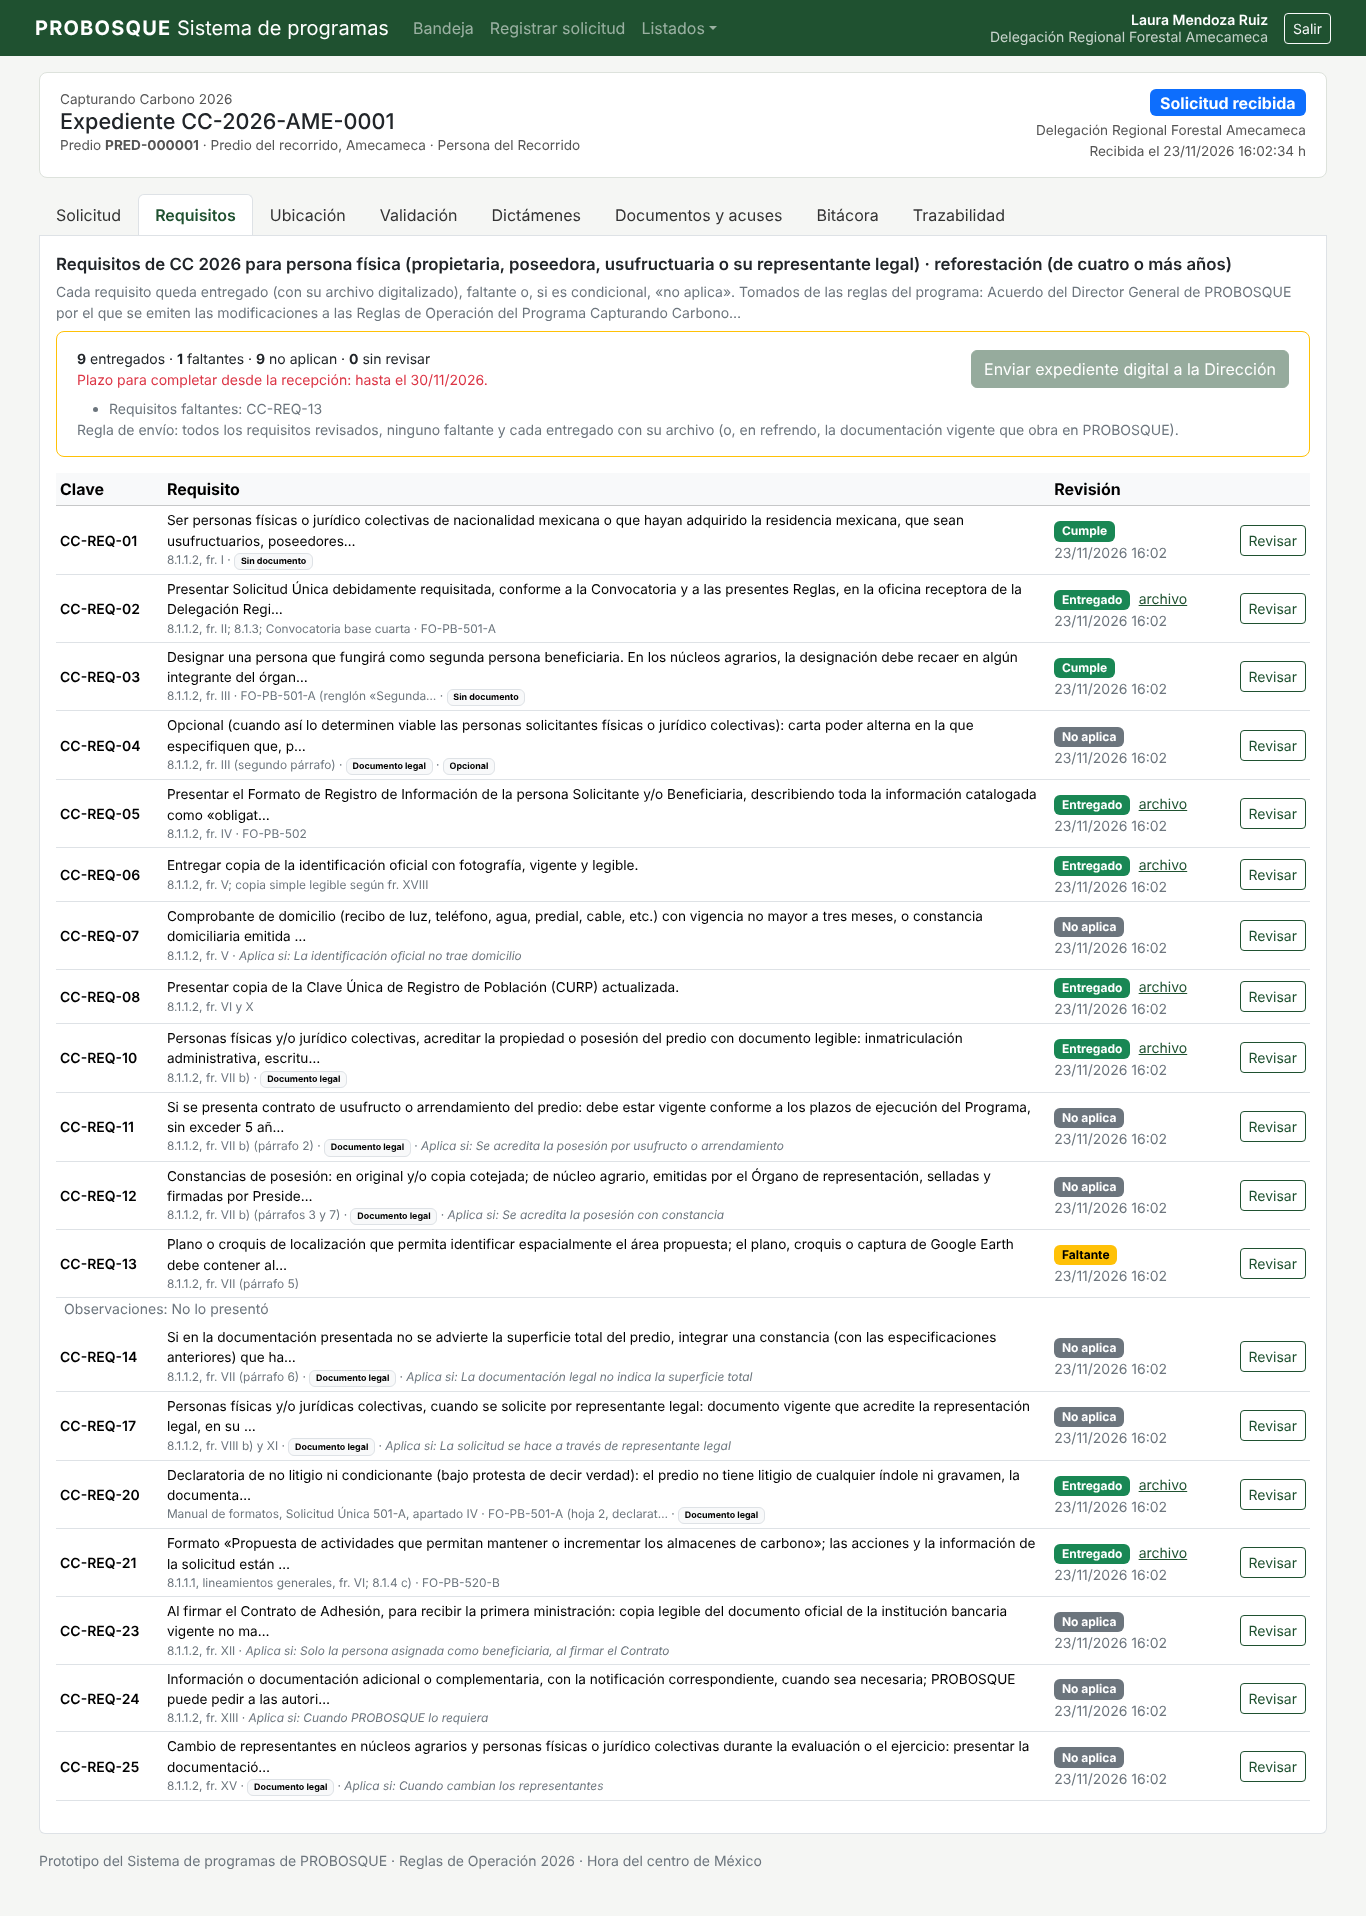 PROBOSQUE Sistema de programas Bandeja Registrar solicitud Listados
Laura Mendoza Ruiz
Delegación Regional Forestal Amecameca
Salir
Capturando Carbono 2026
Expediente CC-2026-AME-0001
Predio PRED-000001 · Predio del recorrido, Amecameca · Persona del Recorrido
Solicitud recibida
Delegación Regional Forestal Amecameca
Recibida el 23/11/2026 16:02:34 h
Solicitud Requisitos Ubicación Validación Dictámenes Documentos y acuses Bitácora Trazabilidad
Requisitos de CC 2026 para persona física (propietaria, poseedora, usufructuaria o su representante legal) · reforestación (de cuatro o más años)
Cada requisito queda entregado (con su archivo digitalizado), faltante o, si es condicional, «no aplica». Tomados de las reglas del programa: Acuerdo del Director General de PROBOSQUE
por el que se emiten las modificaciones a las Reglas de Operación del Programa Capturando Carbono...
9 entregados · 1 faltantes · 9 no aplican · 0 sin revisar
Plazo para completar desde la recepción: hasta el 30/11/2026.
Enviar expediente digital a la Dirección
• Requisitos faltantes: CC-REQ-13
Regla de envío: todos los requisitos revisados, ninguno faltante y cada entregado con su archivo (o, en refrendo, la documentación vigente que obra en PROBOSQUE).
Clave Requisito Revisión
CC-REQ-01
Ser personas físicas o jurídico colectivas de nacionalidad mexicana o que hayan adquirido la residencia mexicana, que sean
usufructuarios, poseedores...
8.1.1.2, fr. I · Sin documento
Cumple
23/11/2026 16:02
Revisar
CC-REQ-02
Presentar Solicitud Única debidamente requisitada, conforme a la Convocatoria y a las presentes Reglas, en la oficina receptora de la
Delegación Regi...
8.1.1.2, fr. II; 8.1.3; Convocatoria base cuarta · FO-PB-501-A
Entregado archivo
23/11/2026 16:02
Revisar
CC-REQ-03
Designar una persona que fungirá como segunda persona beneficiaria. En los núcleos agrarios, la designación debe recaer en algún
integrante del órgan...
8.1.1.2, fr. III · FO-PB-501-A (renglón «Segunda... · Sin documento
Cumple
23/11/2026 16:02
Revisar
CC-REQ-04
Opcional (cuando así lo determinen viable las personas solicitantes físicas o jurídico colectivas): carta poder alterna en la que
especifiquen que, p...
8.1.1.2, fr. III (segundo párrafo) · Documento legal · Opcional
No aplica
23/11/2026 16:02
Revisar
CC-REQ-05
Presentar el Formato de Registro de Información de la persona Solicitante y/o Beneficiaria, describiendo toda la información catalogada
como «obligat...
8.1.1.2, fr. IV · FO-PB-502
Entregado archivo
23/11/2026 16:02
Revisar
CC-REQ-06
Entregar copia de la identificación oficial con fotografía, vigente y legible.
8.1.1.2, fr. V; copia simple legible según fr. XVIII
Entregado archivo
23/11/2026 16:02
Revisar
CC-REQ-07
Comprobante de domicilio (recibo de luz, teléfono, agua, predial, cable, etc.) con vigencia no mayor a tres meses, o constancia
domiciliaria emitida ...
8.1.1.2, fr. V · Aplica si: La identificación oficial no trae domicilio
No aplica
23/11/2026 16:02
Revisar
CC-REQ-08
Presentar copia de la Clave Única de Registro de Población (CURP) actualizada.
8.1.1.2, fr. VI y X
Entregado archivo
23/11/2026 16:02
Revisar
CC-REQ-10
Personas físicas y/o jurídico colectivas, acreditar la propiedad o posesión del predio con documento legible: inmatriculación
administrativa, escritu...
8.1.1.2, fr. VII b) · Documento legal
Entregado archivo
23/11/2026 16:02
Revisar
CC-REQ-11
Si se presenta contrato de usufructo o arrendamiento del predio: debe estar vigente conforme a los plazos de ejecución del Programa,
sin exceder 5 añ...
8.1.1.2, fr. VII b) (párrafo 2) · Documento legal · Aplica si: Se acredita la posesión por usufructo o arrendamiento
No aplica
23/11/2026 16:02
Revisar
CC-REQ-12
Constancias de posesión: en original y/o copia cotejada; de núcleo agrario, emitidas por el Órgano de representación, selladas y
firmadas por Preside...
8.1.1.2, fr. VII b) (párrafos 3 y 7) · Documento legal · Aplica si: Se acredita la posesión con constancia
No aplica
23/11/2026 16:02
Revisar
CC-REQ-13
Plano o croquis de localización que permita identificar espacialmente el área propuesta; el plano, croquis o captura de Google Earth
debe contener al...
8.1.1.2, fr. VII (párrafo 5)
Faltante
23/11/2026 16:02
Revisar
Observaciones: No lo presentó
CC-REQ-14
Si en la documentación presentada no se advierte la superficie total del predio, integrar una constancia (con las especificaciones
anteriores) que ha...
8.1.1.2, fr. VII (párrafo 6) · Documento legal · Aplica si: La documentación legal no indica la superficie total
No aplica
23/11/2026 16:02
Revisar
CC-REQ-17
Personas físicas y/o jurídicas colectivas, cuando se solicite por representante legal: documento vigente que acredite la representación
legal, en su ...
8.1.1.2, fr. VIII b) y XI · Documento legal · Aplica si: La solicitud se hace a través de representante legal
No aplica
23/11/2026 16:02
Revisar
CC-REQ-20
Declaratoria de no litigio ni condicionante (bajo protesta de decir verdad): el predio no tiene litigio de cualquier índole ni gravamen, la
documenta...
Manual de formatos, Solicitud Única 501-A, apartado IV · FO-PB-501-A (hoja 2, declarat... · Documento legal
Entregado archivo
23/11/2026 16:02
Revisar
CC-REQ-21
Formato «Propuesta de actividades que permitan mantener o incrementar los almacenes de carbono»; las acciones y la información de
la solicitud están ...
8.1.1.1, lineamientos generales, fr. VI; 8.1.4 c) · FO-PB-520-B
Entregado archivo
23/11/2026 16:02
Revisar
CC-REQ-23
Al firmar el Contrato de Adhesión, para recibir la primera ministración: copia legible del documento oficial de la institución bancaria
vigente no ma...
8.1.1.2, fr. XII · Aplica si: Solo la persona asignada como beneficiaria, al firmar el Contrato
No aplica
23/11/2026 16:02
Revisar
CC-REQ-24
Información o documentación adicional o complementaria, con la notificación correspondiente, cuando sea necesaria; PROBOSQUE
puede pedir a las autori...
8.1.1.2, fr. XIII · Aplica si: Cuando PROBOSQUE lo requiera
No aplica
23/11/2026 16:02
Revisar
CC-REQ-25
Cambio de representantes en núcleos agrarios y personas físicas o jurídico colectivas durante la evaluación o el ejercicio: presentar la
documentació...
8.1.1.2, fr. XV · Documento legal · Aplica si: Cuando cambian los representantes
No aplica
23/11/2026 16:02
Revisar
Prototipo del Sistema de programas de PROBOSQUE · Reglas de Operación 2026 · Hora del centro de México